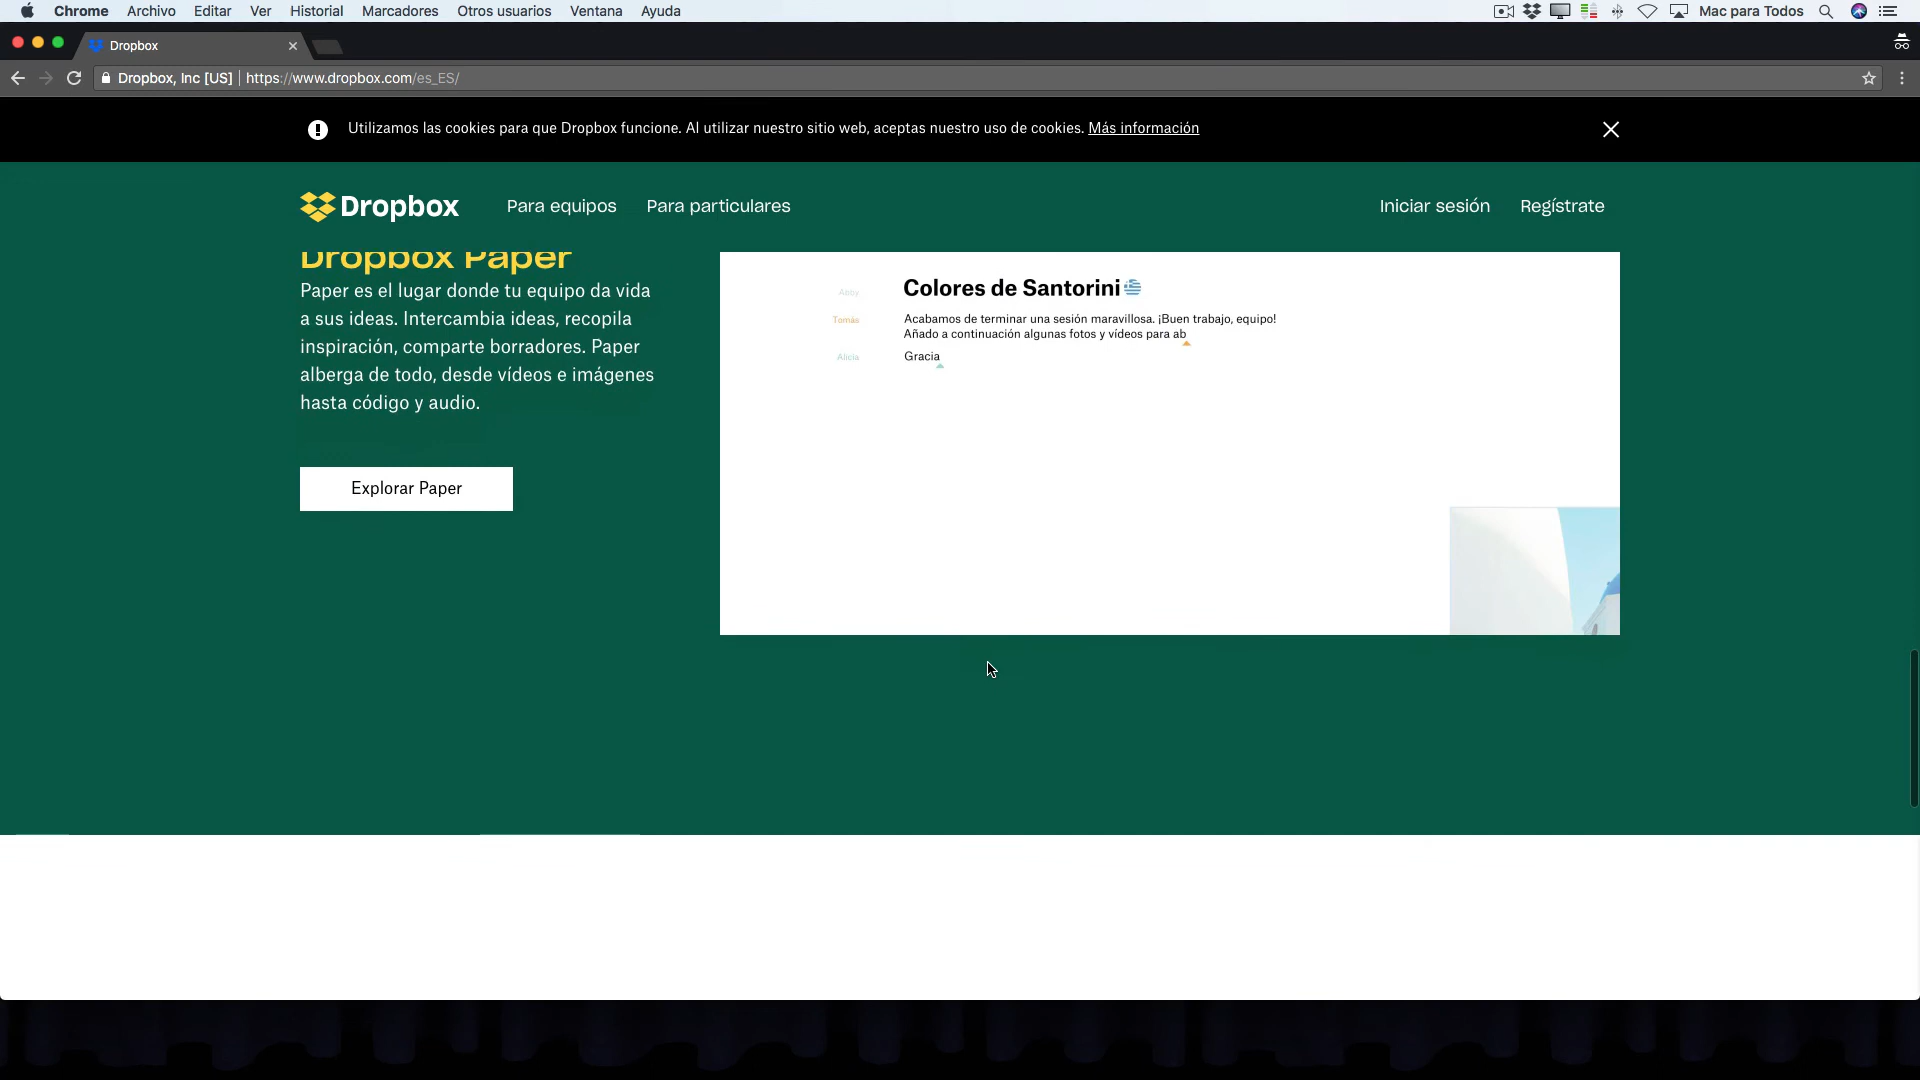 Chrome Archivo Editar Ver Historial Marcadores Otros usuarios Ventana Ayuda
Mac para Todos
Dropbox
Dropbox, Inc [US] | https://www.dropbox.com/es_ES/
Utilizamos las cookies para que Dropbox funcione. Al utilizar nuestro sitio web, aceptas nuestro uso de cookies. Más información
Dropbox Para equipos Para particulares Iniciar sesión Regístrate
Dropbox Paper
Paper es el lugar donde tu equipo da vida
a sus ideas. Intercambia ideas, recopila
inspiración, comparte borradores. Paper
alberga de todo, desde vídeos e imágenes
hasta código y audio.
Explorar Paper
Colores de Santorini
Abby
Tomás
Acabamos de terminar una sesión maravillosa. ¡Buen trabajo, equipo!
Añado a continuación algunas fotos y vídeos para ab
Alicia
Gracia